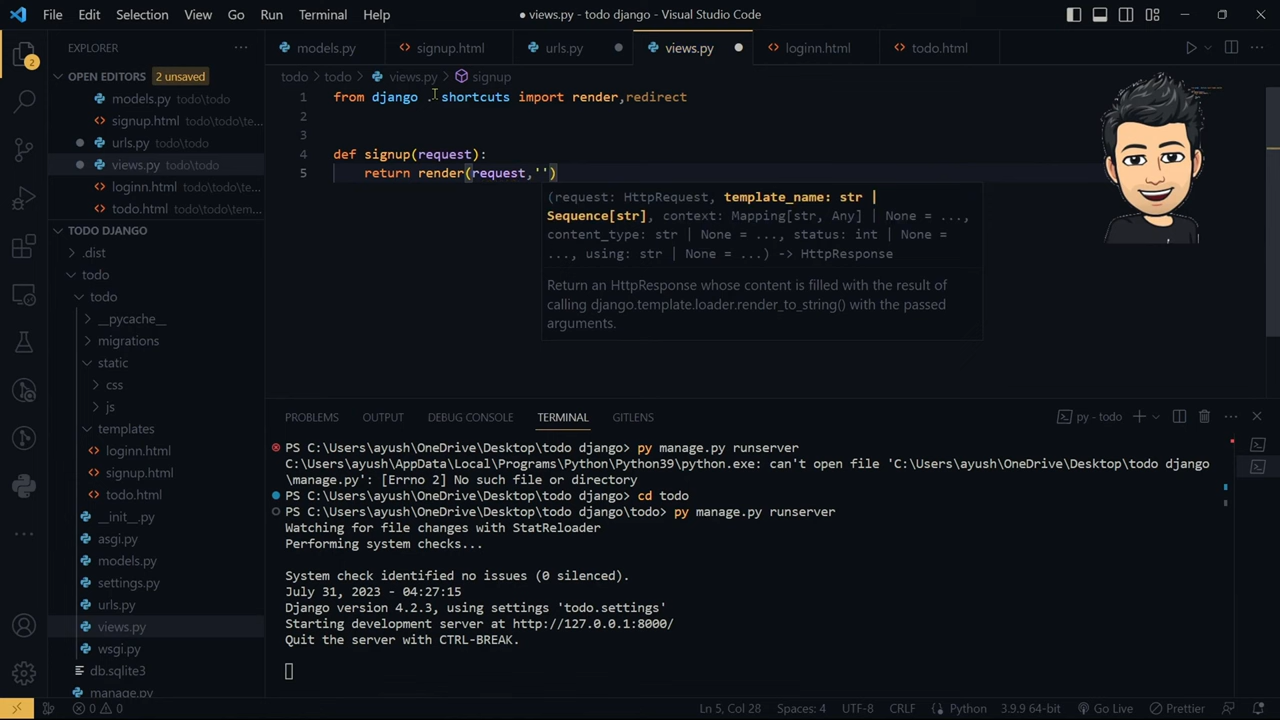 File Edit Selection View Go Run Terminal Help
● views.py - todo django - Visual Studio Code
EXPLORER
OPEN EDITORS 2 unsaved
models.py todo\todo
signup.html todo\todo\te...
urls.py todo\todo
views.py todo\todo
loginn.html todo\todo\te...
todo.html todo\todo\tem...
TODO DJANGO
.dist
todo
todo
__pycache__
migrations
static
css
js
templates
loginn.html
signup.html
todo.html
__init__.py
asgi.py
models.py
settings.py
urls.py
views.py
wsgi.py
db.sqlite3
manage.py
2
models.py signup.html urls.py views.py loginn.html todo.html
todo > todo > views.py > signup
1 from django . shortcuts import render,redirect
2
3
4 def signup(request):
5 return render(request,'')
(request: HttpRequest, template_name: str |
Sequence[str], context: Mapping[str, Any] | None = ...,
content_type: str | None = ..., status: int | None =
..., using: str | None = ...) -> HttpResponse
Return an HttpResponse whose content is filled with the result of
calling django.template.loader.render_to_string() with the passed
arguments.
PROBLEMS OUTPUT DEBUG CONSOLE TERMINAL GITLENS
py - todo
PS C:\Users\ayush\OneDrive\Desktop\todo django> py manage.py runserver
C:\Users\ayush\AppData\Local\Programs\Python\Python39\python.exe: can't open file 'C:\Users\ayush\OneDrive\Desktop\todo django
\manage.py': [Errno 2] No such file or directory
PS C:\Users\ayush\OneDrive\Desktop\todo django> cd todo
PS C:\Users\ayush\OneDrive\Desktop\todo django\todo> py manage.py runserver
Watching for file changes with StatReloader
Performing system checks...
System check identified no issues (0 silenced).
July 31, 2023 - 04:27:15
Django version 4.2.3, using settings 'todo.settings'
Starting development server at http://127.0.0.1:8000/
Quit the server with CTRL-BREAK.
0 0 Ln 5, Col 28 Spaces: 4 UTF-8 CRLF Python 3.9.9 64-bit Go Live Prettier